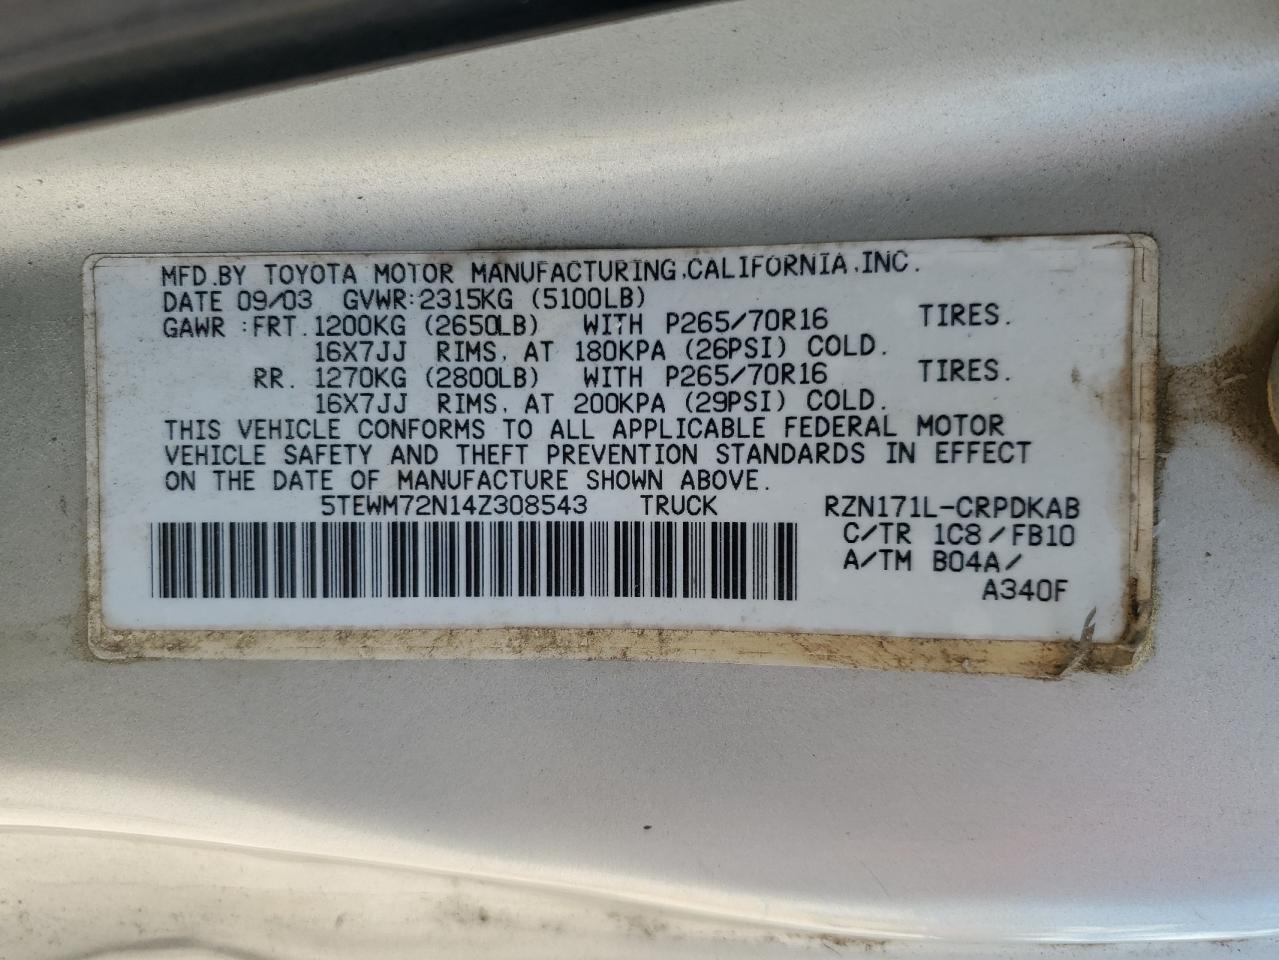 MFD.BY TOYOTA MOTOR MANUFACTURING.CALIFORNIA.INC.
DATE 09/03 GVWR:2315KG (5100LB)
GAWR:FRT.1200KG (2650LB) WITH P265/70R16 TIRES.
16X7JJ RIMS, AT 180KPA (26PSI) COLD.
RR. 1270KG (2800LB) WITH P265/70R16 TIRES.
16X7JJ RIMS, AT 200KPA (29PSI) COLD.
THIS VEHICLE CONFORMS TO ALL APPLICABLE FEDERAL MOTOR
VEHICLE SAFETY AND THEFT PREVENTION STANDARDS IN EFFECT
ON THE DATE OF MANUFACTURE SHOWN ABOVE.
5TEWM72N14Z308543 TRUCK RZN171L-CRPDKAB
C/TR 1C8/FB10
A/TM B04A/
A340F